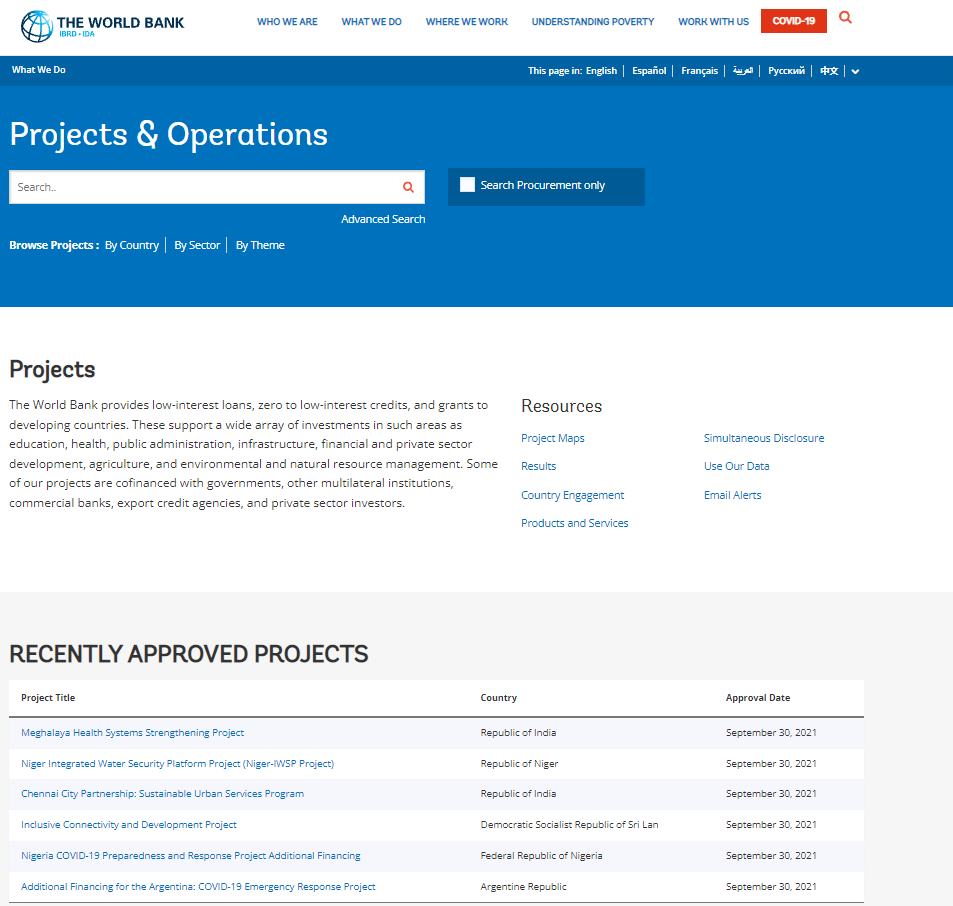 THE WORLD BANK
IBRD • IDA
WHO WE ARE WHAT WE DO WHERE WE WORK UNDERSTANDING POVERTY WORK WITH US COVID-19
What We Do
This page in: English Español Français العربية Русский 中文
Projects & Operations
Search..
Search Procurement only
Advanced Search
Browse Projects : By Country By Sector By Theme
Projects
The World Bank provides low-interest loans, zero to low-interest credits, and grants to
developing countries. These support a wide array of investments in such areas as
education, health, public administration, infrastructure, financial and private sector
development, agriculture, and environmental and natural resource management. Some
of our projects are cofinanced with governments, other multilateral institutions,
commercial banks, export credit agencies, and private sector investors.
Resources
Project Maps Simultaneous Disclosure
Results Use Our Data
Country Engagement Email Alerts
Products and Services
RECENTLY APPROVED PROJECTS
Project Title Country Approval Date
Meghalaya Health Systems Strengthening Project Republic of India September 30, 2021
Niger Integrated Water Security Platform Project (Niger-IWSP Project) Republic of Niger September 30, 2021
Chennai City Partnership: Sustainable Urban Services Program Republic of India September 30, 2021
Inclusive Connectivity and Development Project Democratic Socialist Republic of Sri Lan September 30, 2021
Nigeria COVID-19 Preparedness and Response Project Additional Financing Federal Republic of Nigeria September 30, 2021
Additional Financing for the Argentina: COVID-19 Emergency Response Project Argentine Republic September 30, 2021